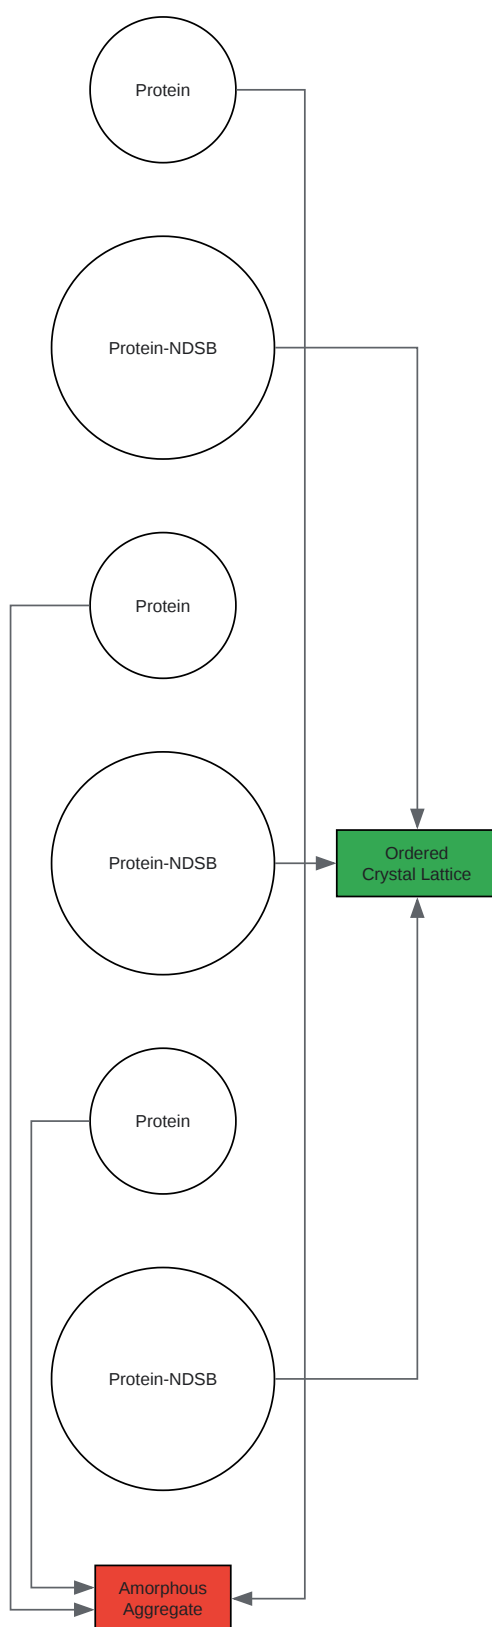 Protein
Protein-NDSB
Protein
Protein-NDSB
Ordered
Crystal Lattice
Protein
Protein-NDSB
Amorphous
Aggregate